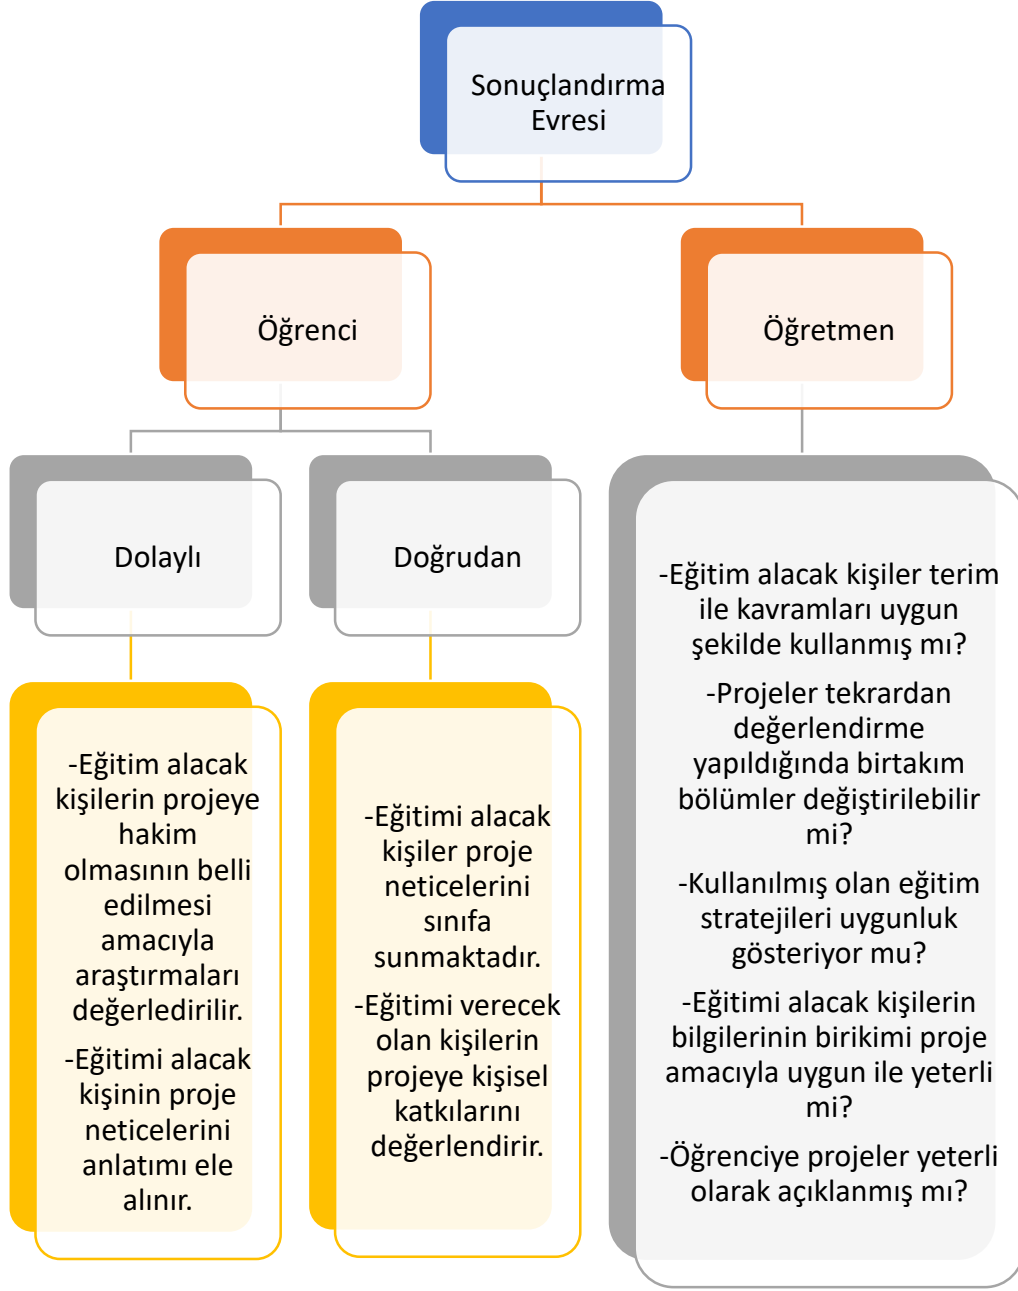 Sonuçlandırma
Evresi
Öğrenci
Öğretmen
Dolaylı
Doğrudan
-Eğitim alacak
kişilerin projeye
hakim
olmasının belli
edilmesi
amacıyla
araştırmaları
değerledirilir.
-Eğitimi alacak
kişinin proje
neticelerini
anlatımı ele
alınır.
-Eğitimi alacak
kişiler proje
neticelerini
sınıfa
sunmaktadır.
-Eğitimi verecek
olan kişilerin
projeye kişisel
katkılarını
değerlendirir.
-Eğitim alacak kişiler terim
ile kavramları uygun
şekilde kullanmış mı?
-Projeler tekrardan
değerlendirme
yapıldığında birtakım
bölümler değiştirilebilir
mi?
-Kullanılmış olan eğitim
stratejileri uygunluk
gösteriyor mu?
-Eğitimi alacak kişilerin
bilgilerinin birikimi proje
amacıyla uygun ile yeterli
mi?
-Öğrenciye projeler yeterli
olarak açıklanmış mı?